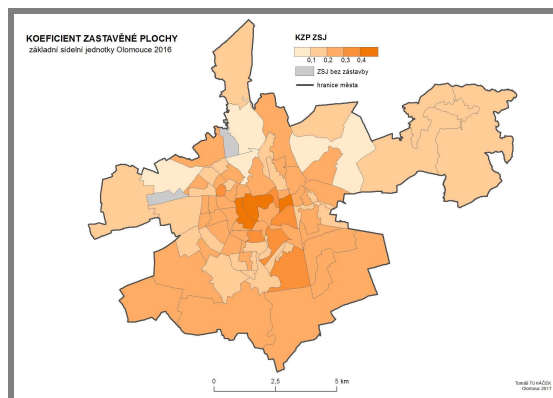 KOEFICIENT ZASTAVĚNÉ PLOCHY
základní sídelní jednotky Olomouce 2016
KZP ZSJ
0,1 0,2 0,3 0,4
ZSJ bez zástavby
hranice města
0 2,5 5 km
Tomáš
Olomouc 2017